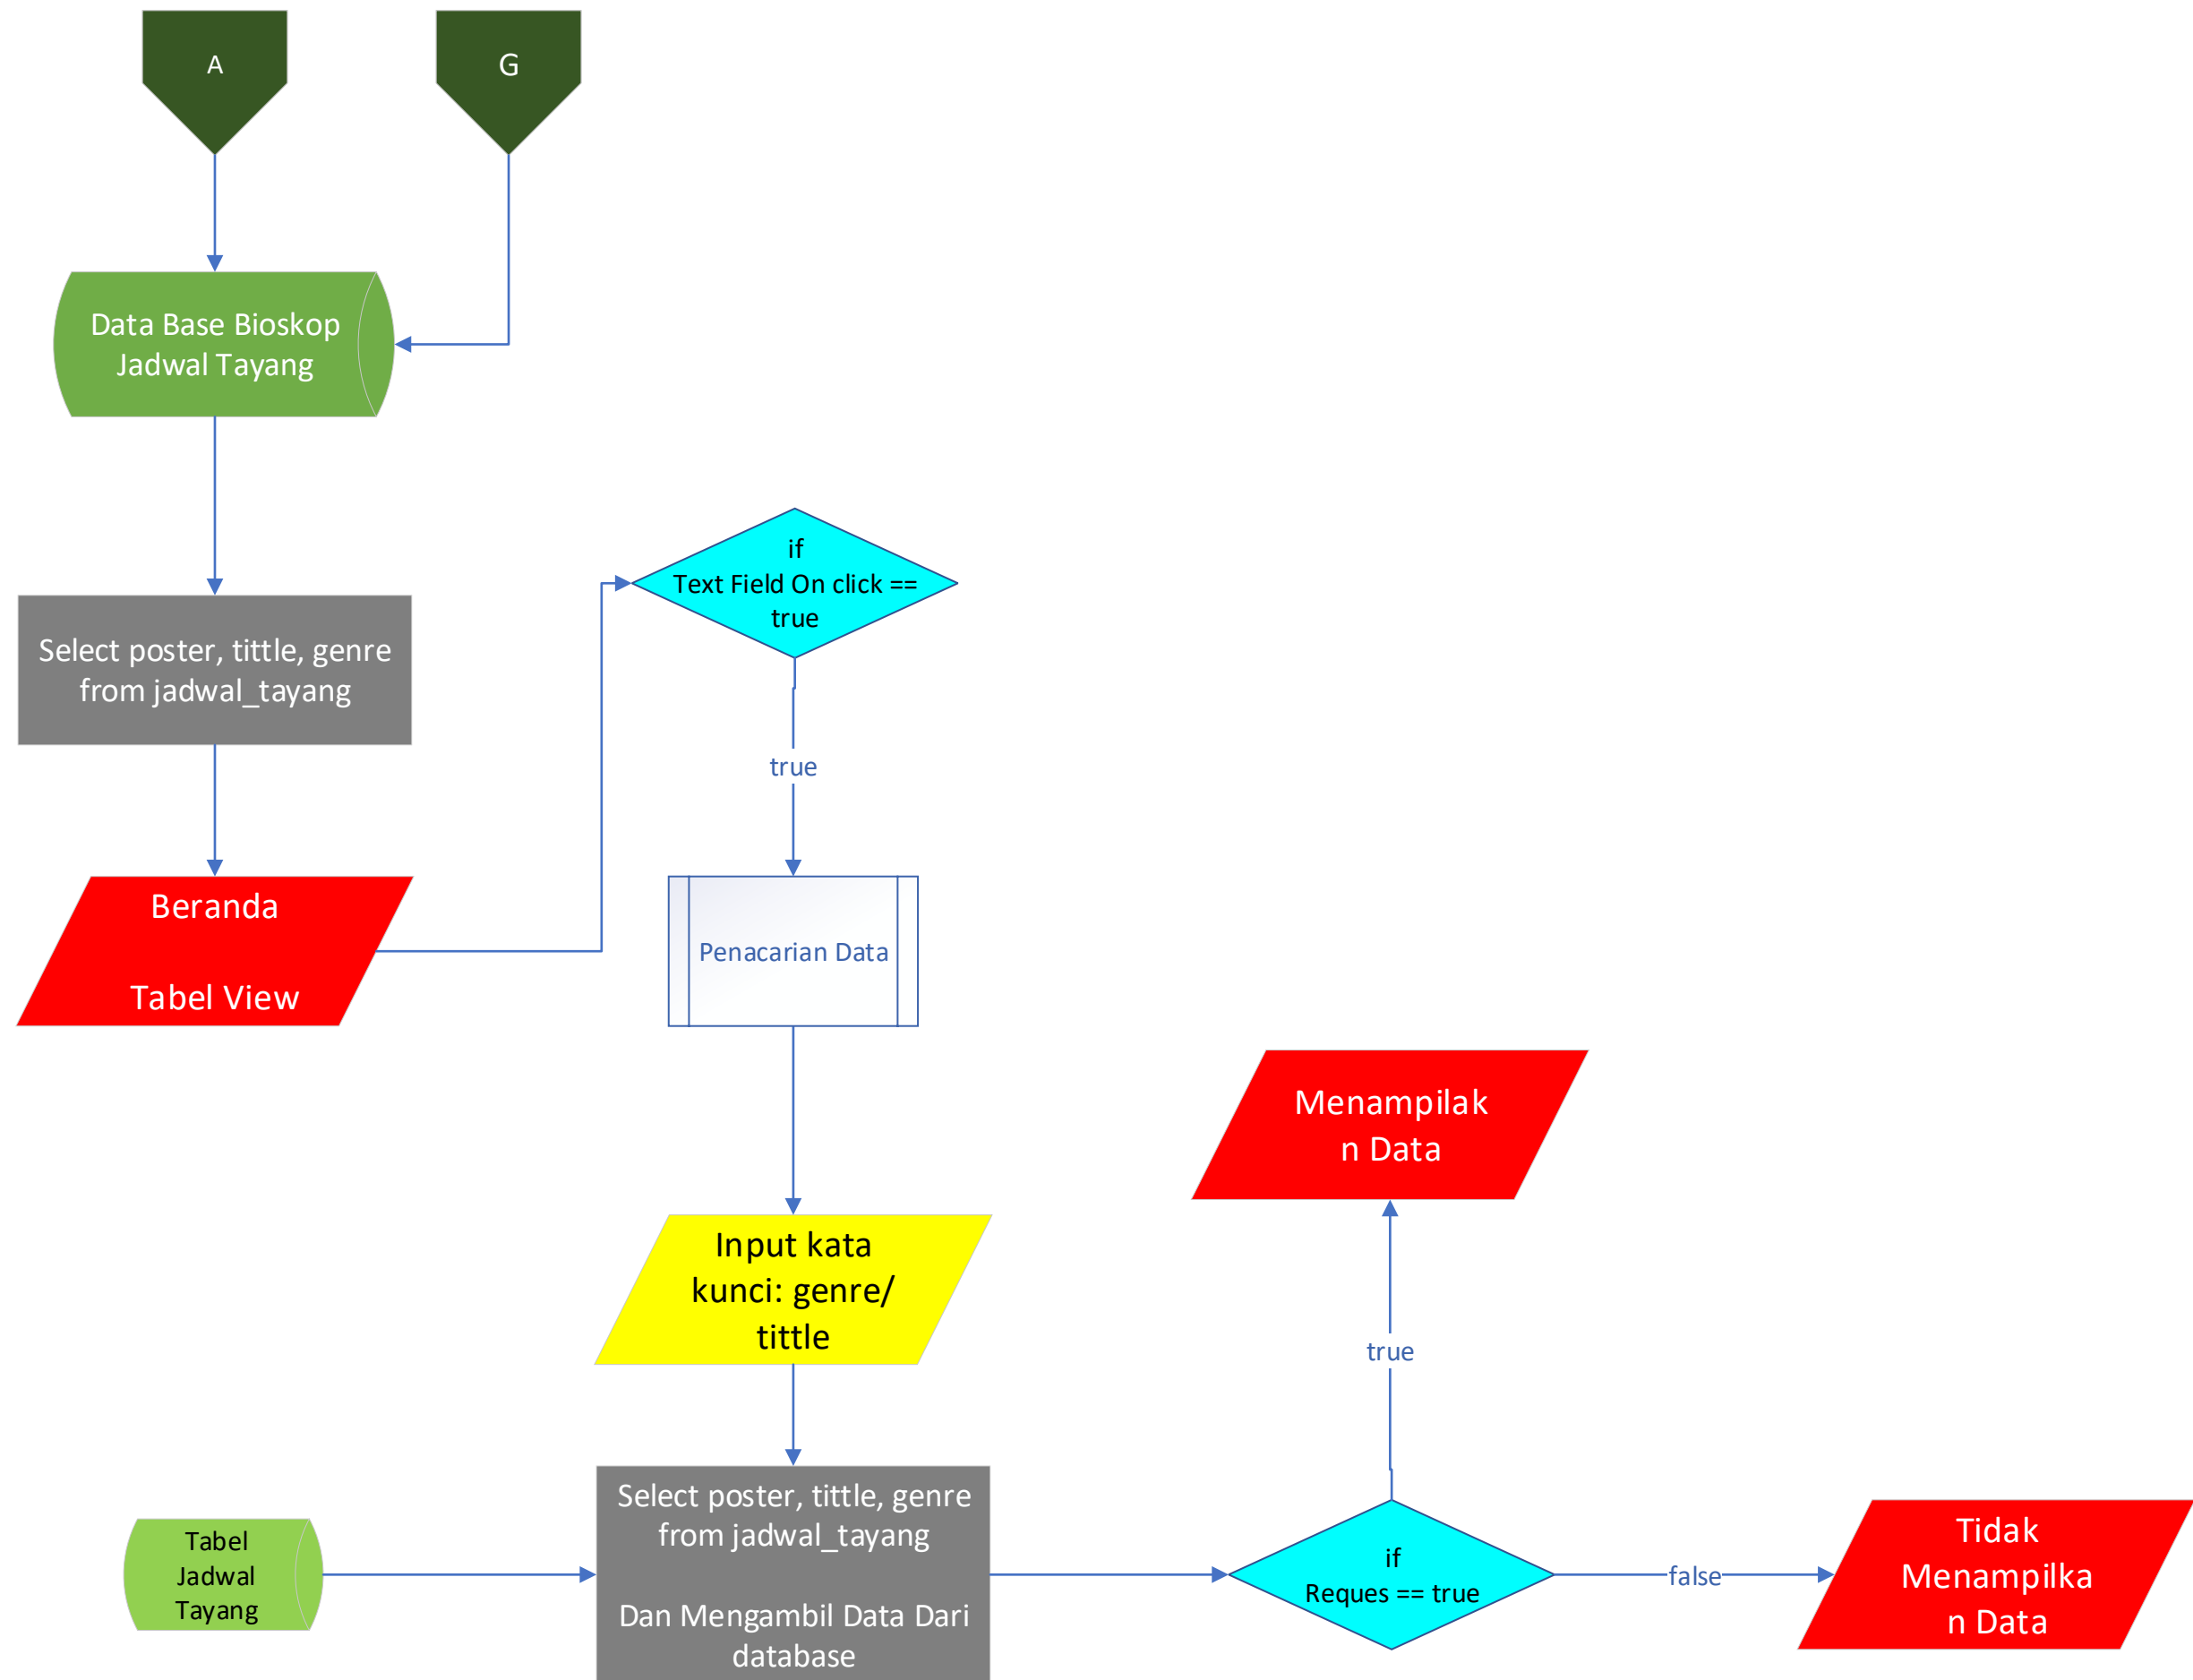 A
G
Data Base Bioskop
Jadwal Tayang
if
Text Field On click ==
true
Select poster, tittle, genre
from jadwal_tayang
true
Beranda
Tabel View
Penacarian Data
Menampilak
n Data
Input kata
kunci: genre/
tittle
true
Tabel
Jadwal
Tayang
Select poster, tittle, genre
from jadwal_tayang
Dan Mengambil Data Dari
database
if
Reques == true
false
Tidak
Menampilka
n Data